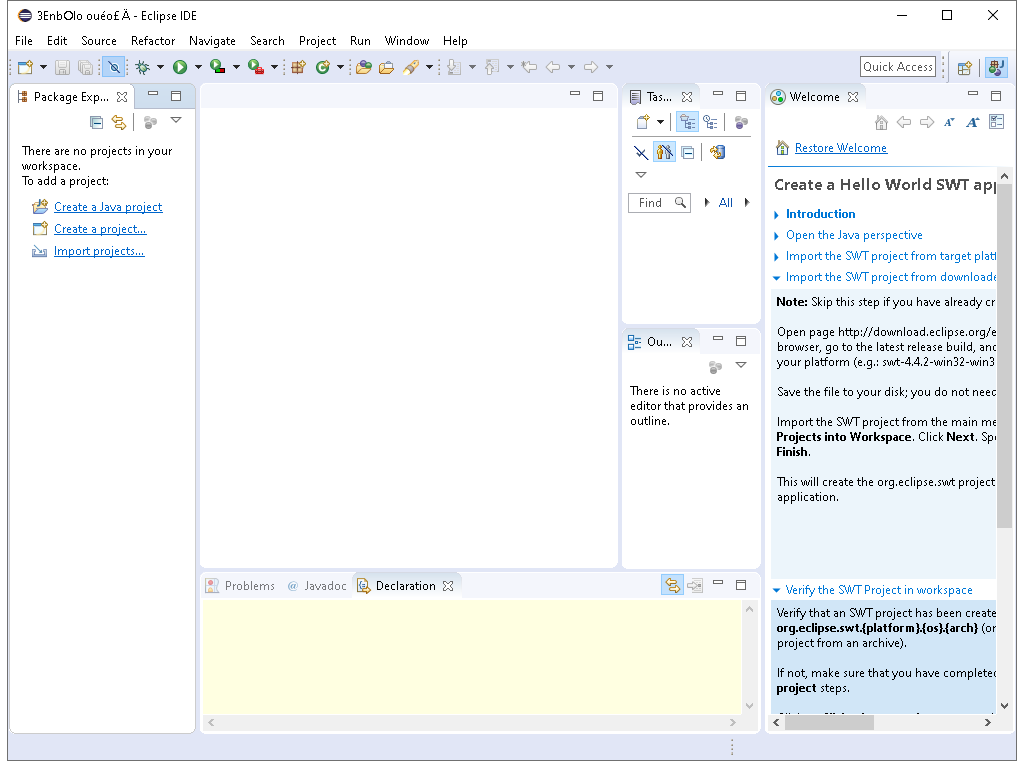 3EnbOlo ouéo£ Ä - Eclipse IDE
File Edit Source Refactor Navigate Search Project Run Window Help
Quick Access
Package Exp...
There are no projects in your
workspace.
To add a project:
Create a Java project
Create a project...
Import projects...
Tas...
Find
All
Ou...
There is no active
editor that provides an
outline.
Problems @ Javadoc Declaration
Welcome
Restore Welcome
Create a Hello World SWT app
Introduction
Open the Java perspective
Import the SWT project from target platf
Import the SWT project from downloade
Note: Skip this step if you have already cr
Open page http://download.eclipse.org/e
browser, go to the latest release build, and
your platform (e.g.: swt-4.4.2-win32-win3
Save the file to your disk; you do not need
Import the SWT project from the main me
Projects into Workspace. Click Next. Spe
Finish.
This will create the org.eclipse.swt project
application.
Verify the SWT Project in workspace
Verify that an SWT project has been create
org.eclipse.swt.{platform}.{os}.{arch} (or
project from an archive).
If not, make sure that you have completed
project steps.